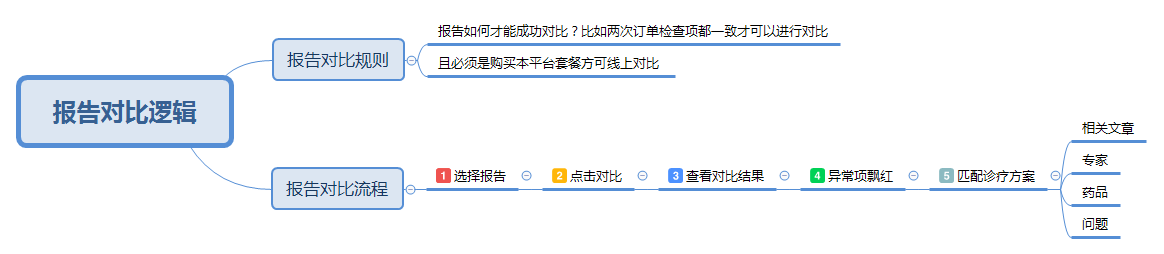 报告对比逻辑
报告对比规则
报告如何才能成功对比？比如两次订单检查项都一致才可以进行对比
且必须是购买本平台套餐方可线上对比
报告对比流程
1 选择报告
2 点击对比
3 查看对比结果
4 异常项飘红
5 匹配诊疗方案
相关文章
专家
药品
问题